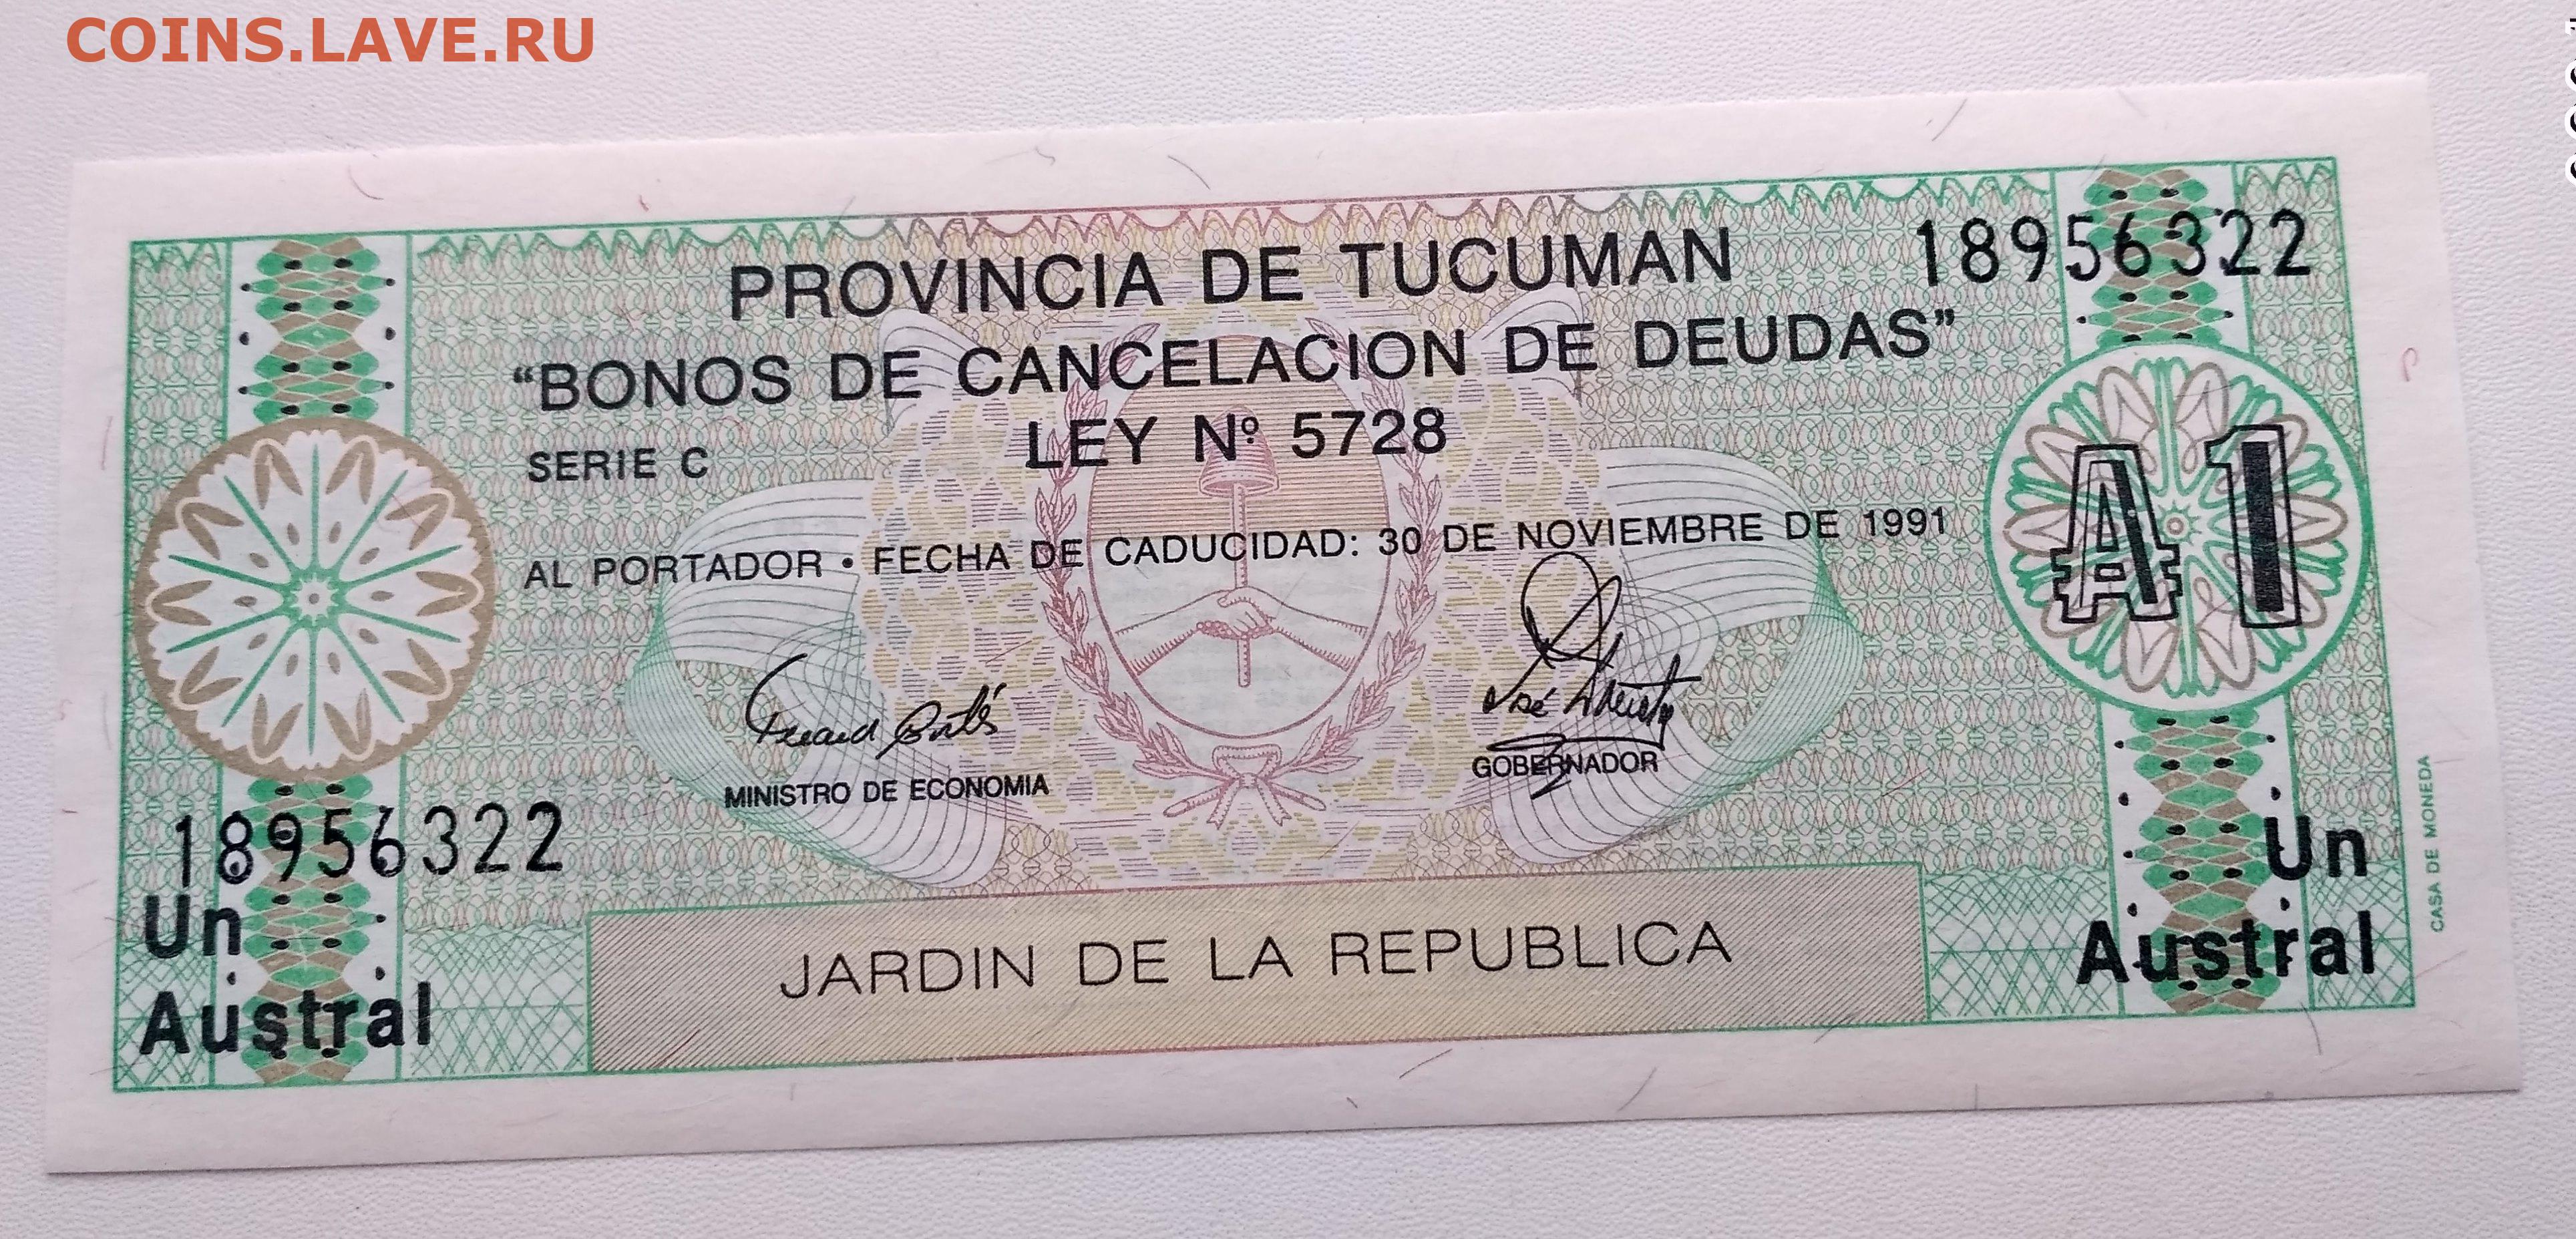 COINS.LAVE.RU
PROVINCIA DE TUCUMAN
18956322
“BONOS DE CANCELACION DE DEUDAS”
LEY Nº 5728
SERIE C
AL PORTADOR • FECHA DE CADUCIDAD: 30 DE NOVIEMBRE DE 1991
A1
MINISTRO DE ECONOMIA
GOBERNADOR
18956322
Un
Austral
Un
Austral
JARDIN DE LA REPUBLICA
CASA DE MONEDA